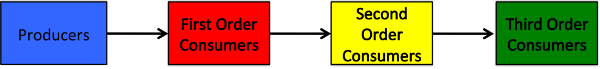 Producers
First Order
Consumers
Second
Order
Consumers
Third Order
Consumers